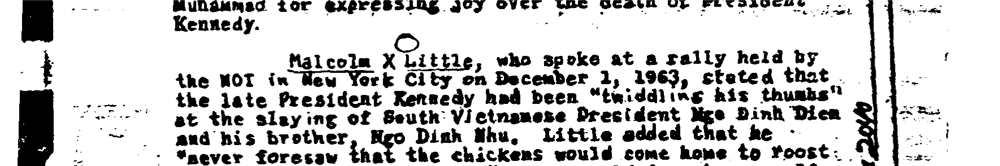 Muhammad for expressing joy over the death of President
Kennedy.
Malcolm X Little, who spoke at a rally held by
the NOI in New York City on December 1, 1963, stated that
the late President Kennedy had been "twiddling his thumbs"
at the slaying of South Vietnamese President Ngo Dinh Diem
and his brother, Ngo Dinh Nhu. Little added that he
"never foresaw that the chickens would come home to roost